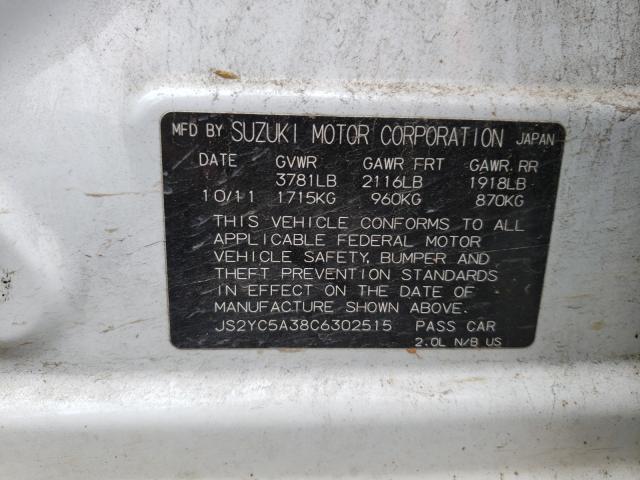 MFD BY SUZUKI MOTOR CORPORATION JAPAN
DATE GVWR GAWR FRT GAWR RR
3781LB 2116LB 1918LB
10/11 1715KG 960KG 870KG
THIS VEHICLE CONFORMS TO ALL
APPLICABLE FEDERAL MOTOR
VEHICLE SAFETY, BUMPER AND
THEFT PREVENTION STANDARDS
IN EFFECT ON THE DATE OF
MANUFACTURE SHOWN ABOVE.
JS2YC5A38C6302515 PASS CAR
2.0L N/B US